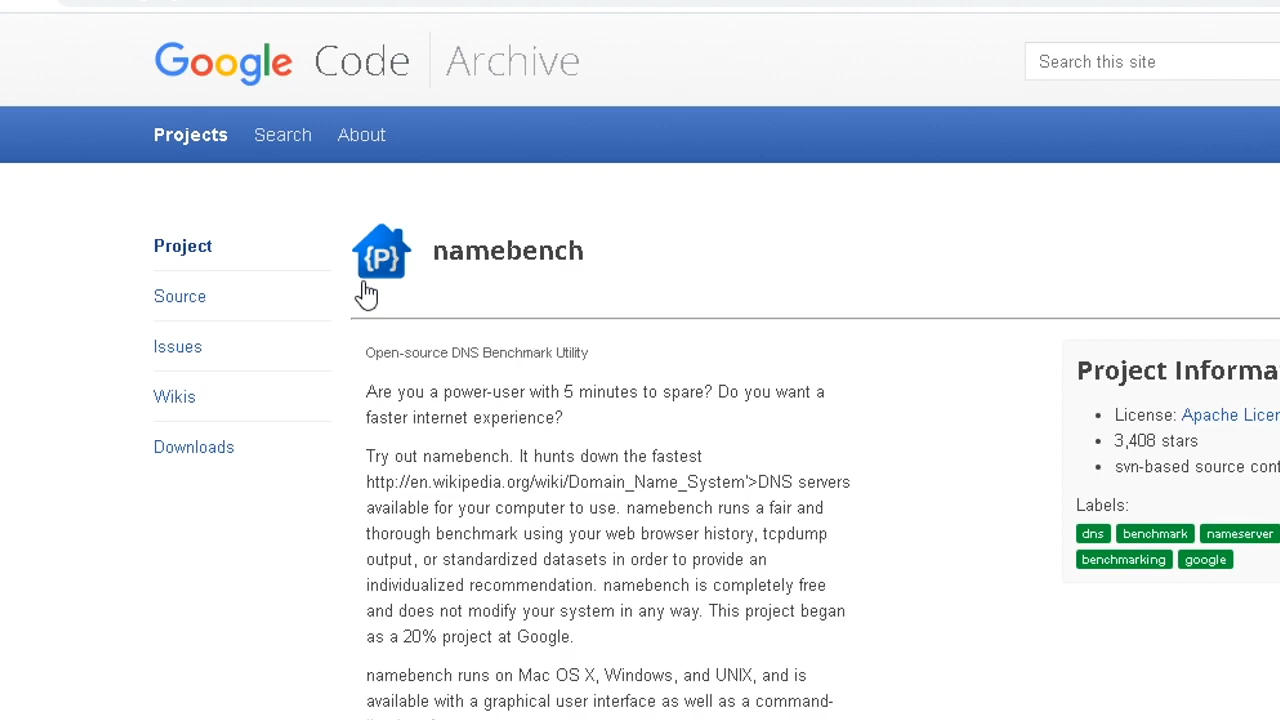 Google Code Archive
Search this site
Projects Search About
Project
Source
Issues
Wikis
Downloads
{P}
namebench
Open-source DNS Benchmark Utility
Are you a power-user with 5 minutes to spare? Do you want a
faster internet experience?
Try out namebench. It hunts down the fastest
http://en.wikipedia.org/wiki/Domain_Name_System'>DNS servers
available for your computer to use. namebench runs a fair and
thorough benchmark using your web browser history, tcpdump
output, or standardized datasets in order to provide an
individualized recommendation. namebench is completely free
and does not modify your system in any way. This project began
as a 20% project at Google.
namebench runs on Mac OS X, Windows, and UNIX, and is
available with a graphical user interface as well as a command-
Project Informa
License: Apache Licen
3,408 stars
svn-based source cont
Labels:
dns benchmark nameserver
benchmarking google